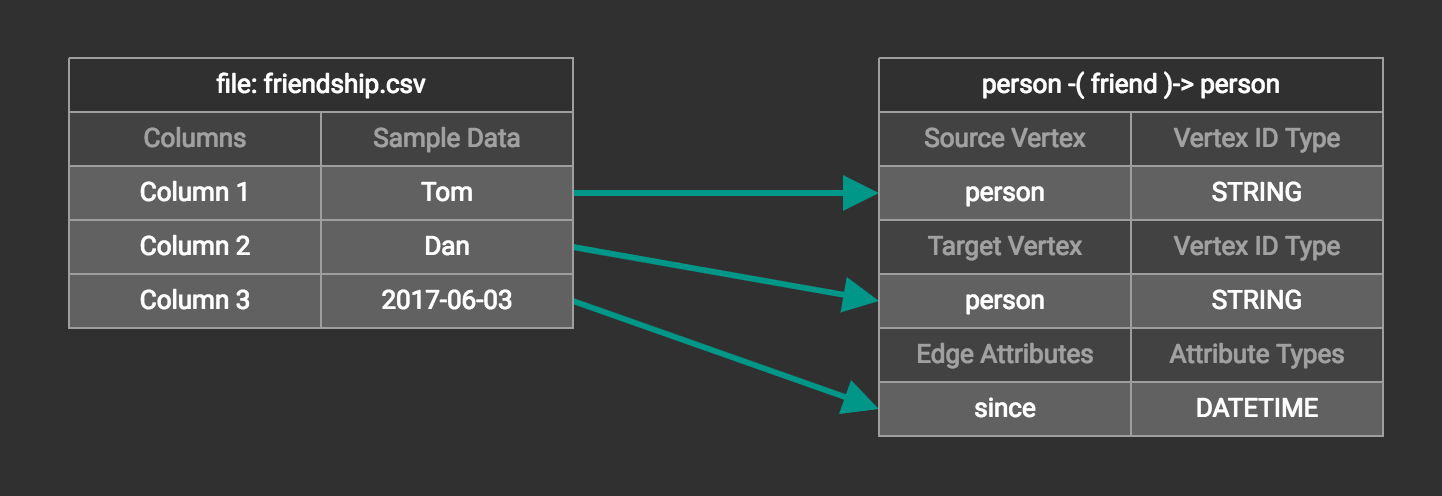 file: friendship.csv
Columns Sample Data
Column 1 Tom
Column 2 Dan
Column 3 2017-06-03
person -( friend )-> person
Source Vertex Vertex ID Type
person STRING
Target Vertex Vertex ID Type
person STRING
Edge Attributes Attribute Types
since DATETIME